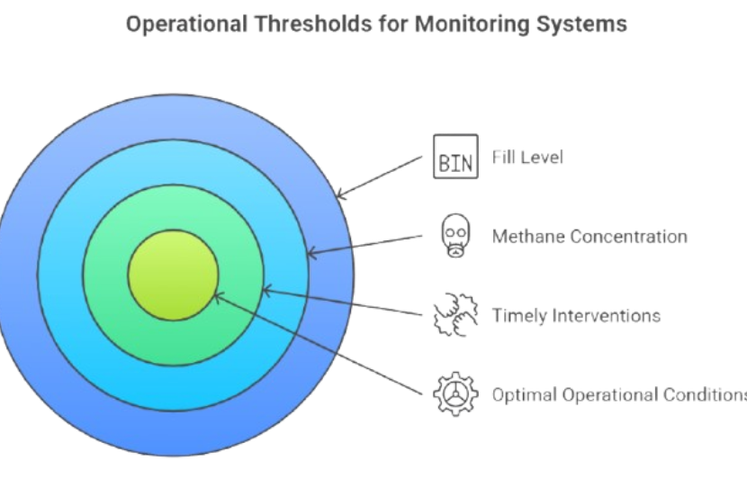 Operational Thresholds for Monitoring Systems
BIN
Fill Level
Methane Concentration
Timely Interventions
Optimal Operational Conditions